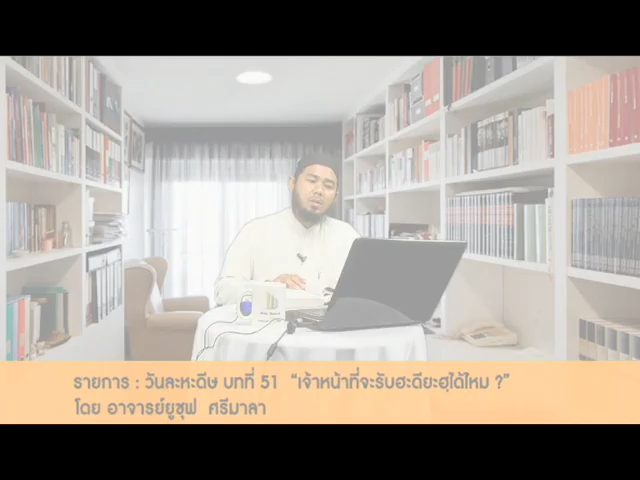 รายการ : วันละหะดีษ บทที่ 51 “เจ้าหน้าที่จะรับฮะดียะฮฺได้ไหม ?”
โดย อาจารย์ยูซุฟ ศรีมาลา